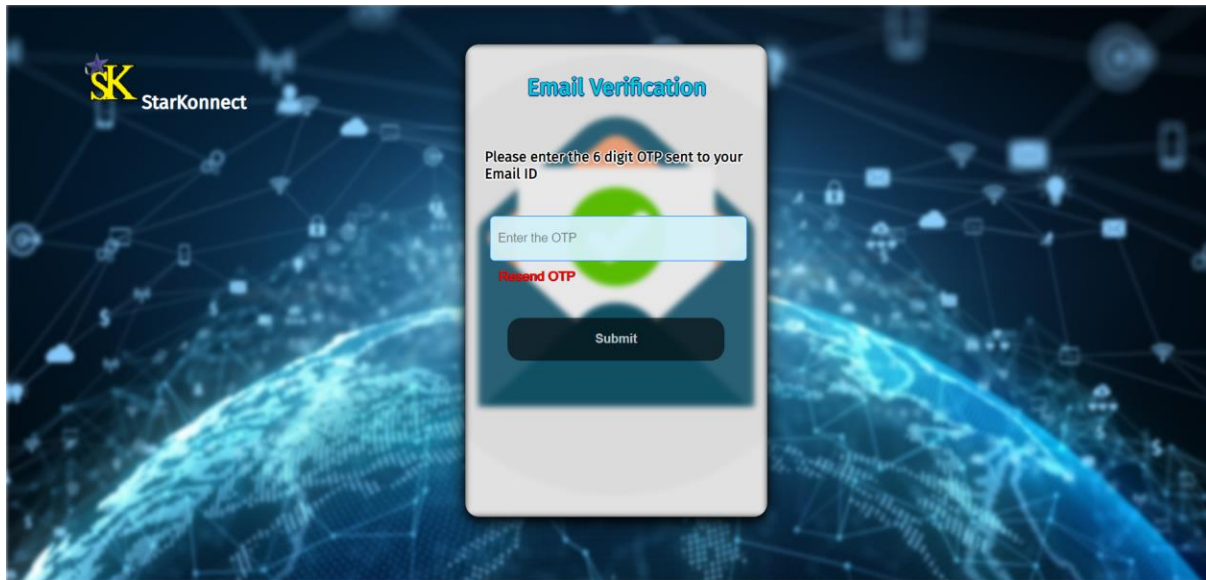 SK
StarKonnect
Email Verification
Please enter the 6 digit OTP sent to your
Email ID
Enter the OTP
Resend OTP
Submit